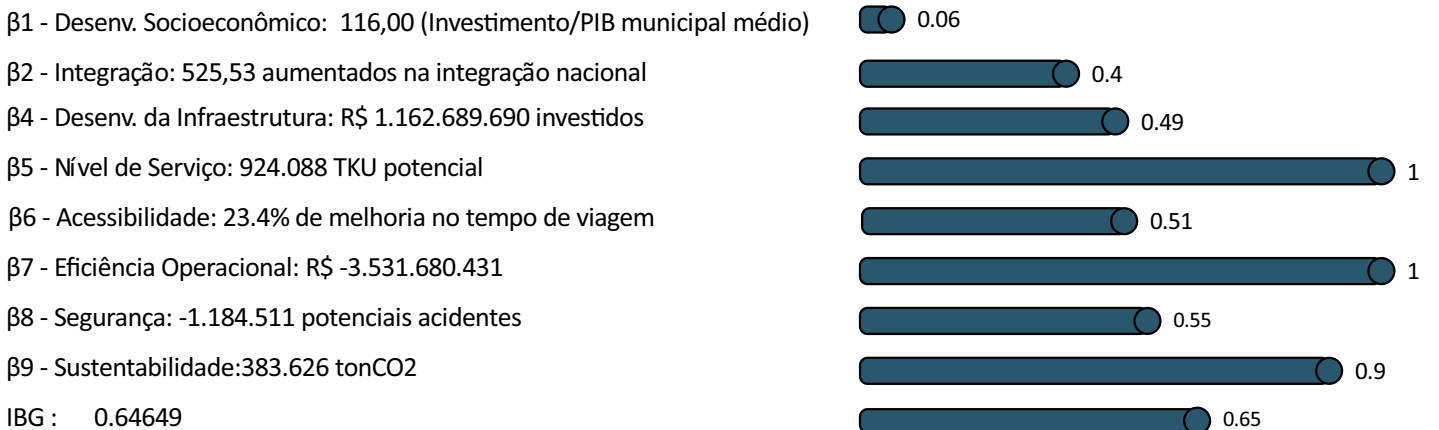 β1 - Desenv. Socioeconômico: 116,00 (Investimento/PIB municipal médio) 0.06
β2 - Integração: 525,53 aumentados na integração nacional 0.4
β4 - Desenv. da Infraestrutura: R$ 1.162.689.690 investidos 0.49
β5 - Nível de Serviço: 924.088 TKU potencial 1
β6 - Acessibilidade: 23.4% de melhoria no tempo de viagem 0.51
β7 - Eficiência Operacional: R$ -3.531.680.431 1
β8 - Segurança: -1.184.511 potenciais acidentes 0.55
β9 - Sustentabilidade:383.626 tonCO2 0.9
IBG : 0.64649 0.65